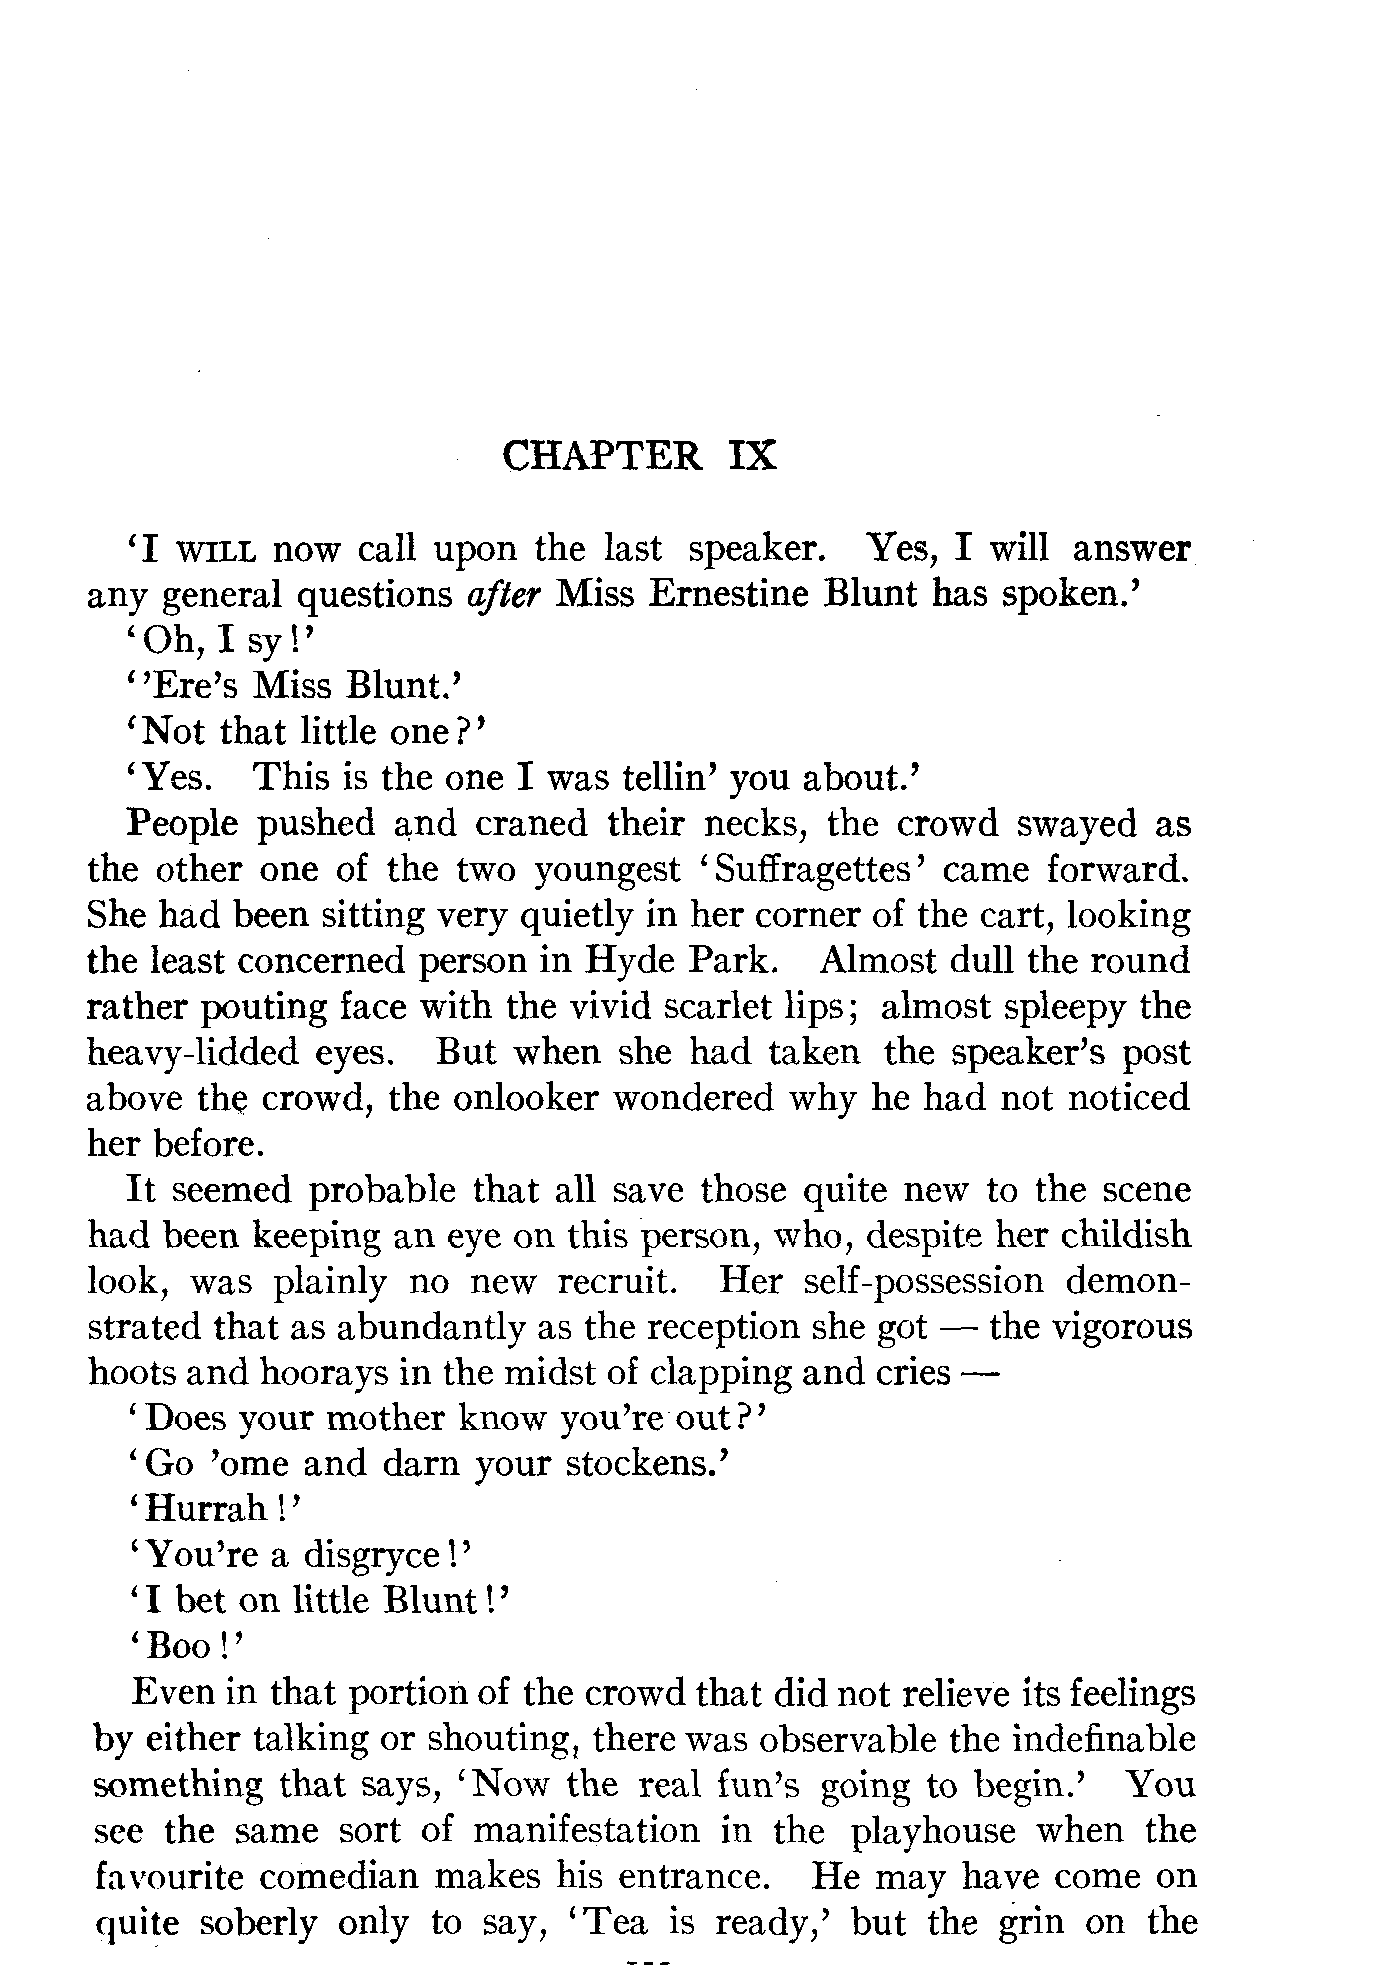 CHAPTER IX
‘I WILL now call upon the last speaker. Yes, I will answer
any general questions after Miss Ernestine Blunt has spoken.’
‘Oh, I sy!’
‘’Ere’s Miss Blunt.’
‘Not that little one?’
‘Yes. This is the one I was tellin’ you about.’
People pushed and craned their necks, the crowd swayed as
the other one of the two youngest ‘Suffragettes’ came forward.
She had been sitting very quietly in her corner of the cart, looking
the least concerned person in Hyde Park. Almost dull the round
rather pouting face with the vivid scarlet lips; almost spleepy the
heavy-lidded eyes. But when she had taken the speaker’s post
above the crowd, the onlooker wondered why he had not noticed
her before.
It seemed probable that all save those quite new to the scene
had been keeping an eye on this person, who, despite her childish
look, was plainly no new recruit. Her self-possession demon-
strated that as abundantly as the reception she got — the vigorous
hoots and hoorays in the midst of clapping and cries —
‘Does your mother know you’re out?’
‘Go ’ome and darn your stockens.’
‘Hurrah!’
‘You’re a disgryce!’
‘I bet on little Blunt!’
‘Boo!’
Even in that portion of the crowd that did not relieve its feelings
by either talking or shouting, there was observable the indefinable
something that says, ‘Now the real fun’s going to begin.’ You
see the same sort of manifestation in the playhouse when the
favourite comedian makes his entrance. He may have come on
quite soberly only to say, ‘Tea is ready,’ but the grin on the